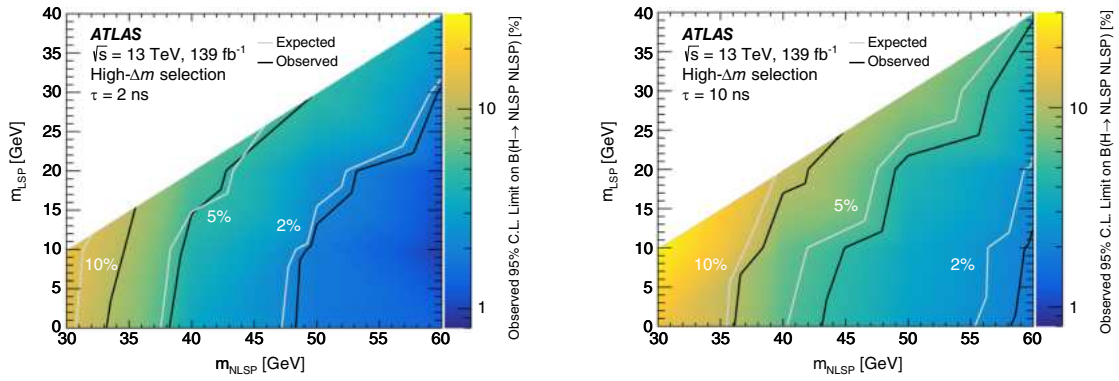 ATLAS
√s = 13 TeV, 139 fb⁻¹
High-Δm selection
τ = 2 ns
Expected
Observed
10%
5%
2%
m_LSP [GeV]
40
35
30
25
20
15
10
5
0
30 35 40 45 50 55 60
m_NLSP [GeV]
10
1
Observed 95% C.L. Limit on B(H→ NLSP NLSP) [%]
ATLAS
√s = 13 TeV, 139 fb⁻¹
High-Δm selection
τ = 10 ns
Expected
Observed
10%
5%
2%
m_LSP [GeV]
40
35
30
25
20
15
10
5
0
30 35 40 45 50 55 60
m_NLSP [GeV]
10
1
Observed 95% C.L. Limit on B(H→ NLSP NLSP) [%]